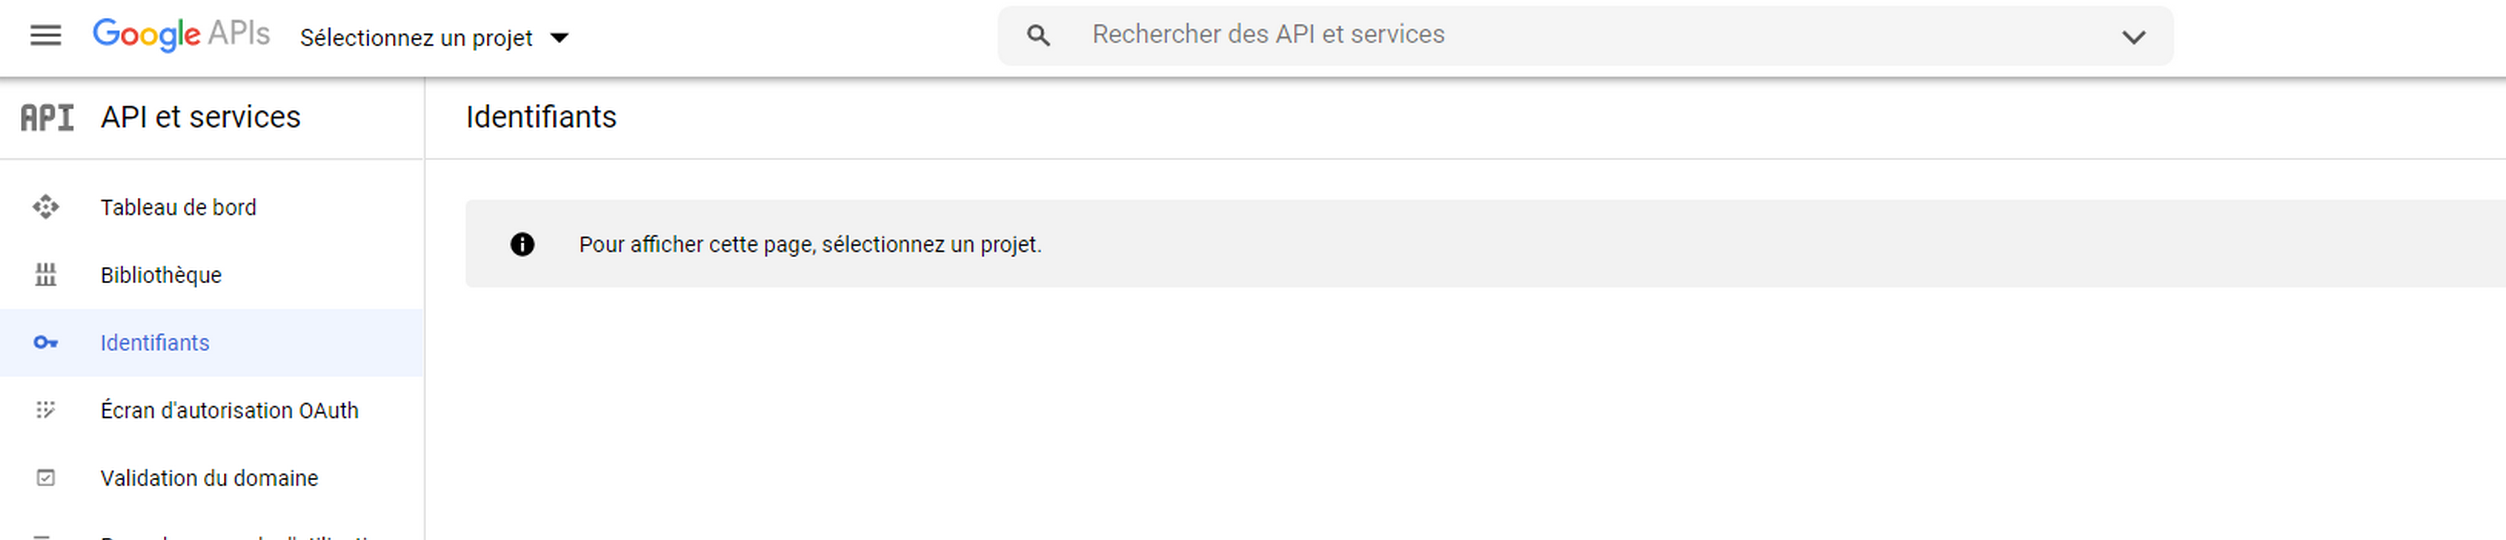 Google APIs
Sélectionnez un projet
Rechercher des API et services
API
API et services
Identifiants
Tableau de bord
Bibliothèque
Identifiants
Écran d'autorisation OAuth
Validation du domaine
Pour afficher cette page, sélectionnez un projet.